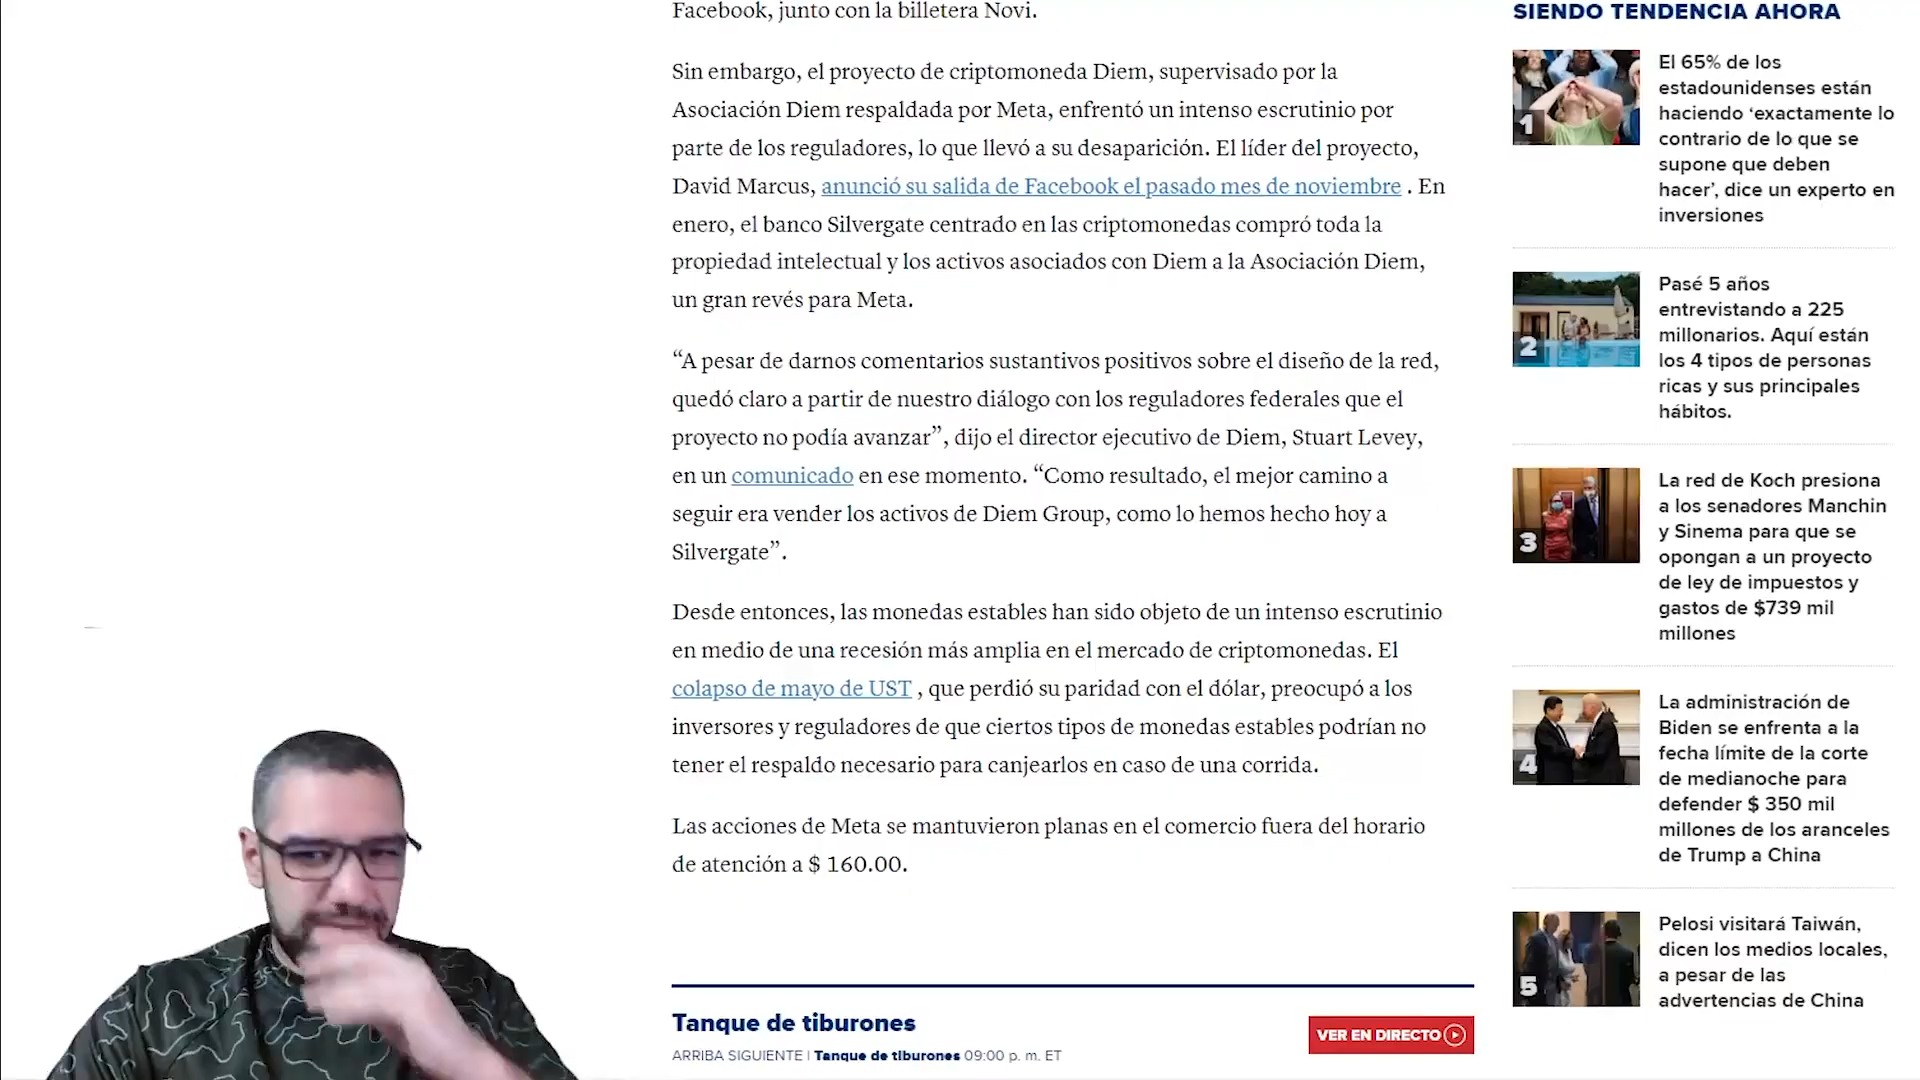 Facebook, junto con la billetera Novi.
Sin embargo, el proyecto de criptomoneda Diem, supervisado por la
Asociación Diem respaldada por Meta, enfrentó un intenso escrutinio por
parte de los reguladores, lo que llevó a su desaparición. El líder del proyecto,
David Marcus, anunció su salida de Facebook el pasado mes de noviembre . En
enero, el banco Silvergate centrado en las criptomonedas compró toda la
propiedad intelectual y los activos asociados con Diem a la Asociación Diem,
un gran revés para Meta.
“A pesar de darnos comentarios sustantivos positivos sobre el diseño de la red,
quedó claro a partir de nuestro diálogo con los reguladores federales que el
proyecto no podía avanzar”, dijo el director ejecutivo de Diem, Stuart Levey,
en un comunicado en ese momento. “Como resultado, el mejor camino a
seguir era vender los activos de Diem Group, como lo hemos hecho hoy a
Silvergate”.
Desde entonces, las monedas estables han sido objeto de un intenso escrutinio
en medio de una recesión más amplia en el mercado de criptomonedas. El
colapso de mayo de UST , que perdió su paridad con el dólar, preocupó a los
inversores y reguladores de que ciertos tipos de monedas estables podrían no
tener el respaldo necesario para canjearlos en caso de una corrida.
Las acciones de Meta se mantuvieron planas en el comercio fuera del horario
de atención a $ 160.00.
Tanque de tiburones
ARRIBA SIGUIENTE | Tanque de tiburones 09:00 p. m. ET
VER EN DIRECTO
SIENDO TENDENCIA AHORA
1
El 65% de los
estadounidenses están
haciendo ‘exactamente lo
contrario de lo que se
supone que deben
hacer’, dice un experto en
inversiones
2
Pasé 5 años
entrevistando a 225
millonarios. Aquí están
los 4 tipos de personas
ricas y sus principales
hábitos.
3
La red de Koch presiona
a los senadores Manchin
y Sinema para que se
opongan a un proyecto
de ley de impuestos y
gastos de $739 mil
millones
4
La administración de
Biden se enfrenta a la
fecha límite de la corte
de medianoche para
defender $ 350 mil
millones de los aranceles
de Trump a China
5
Pelosi visitará Taiwán,
dicen los medios locales,
a pesar de las
advertencias de China